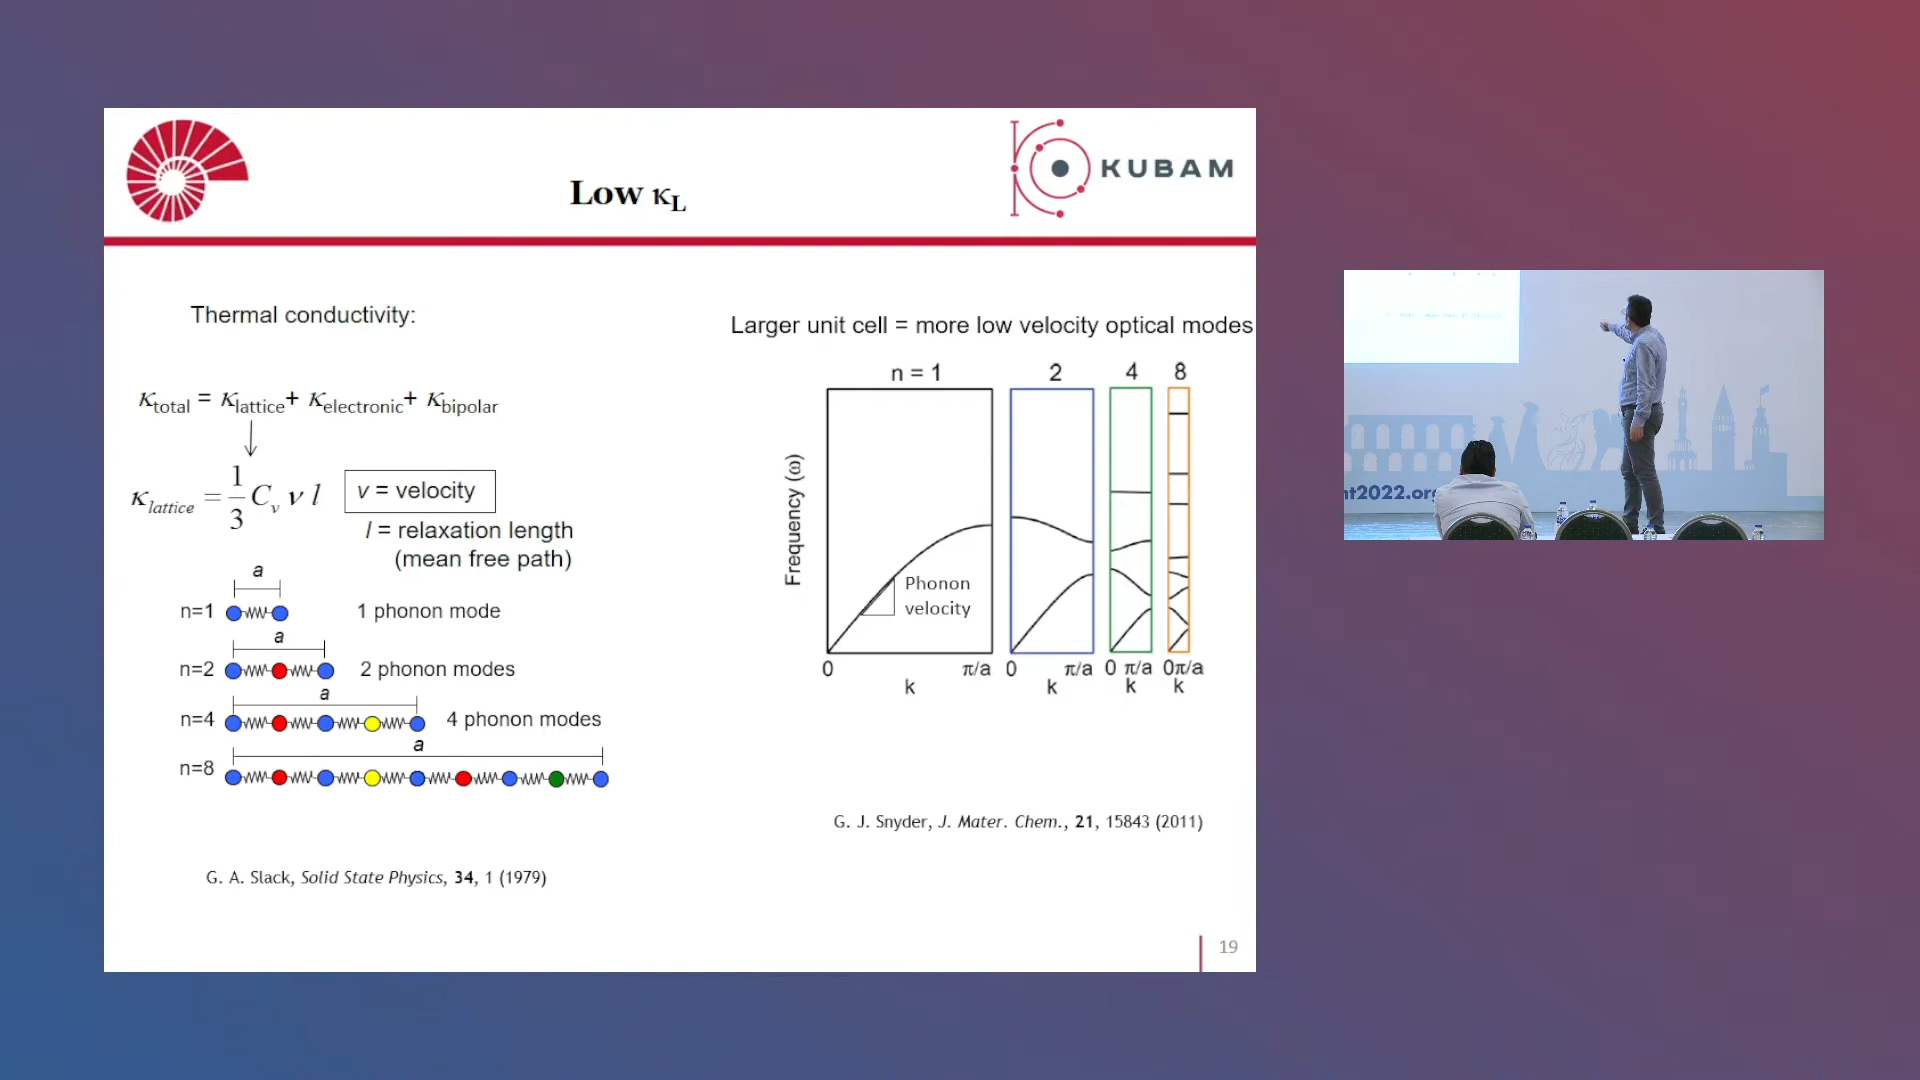 KUBAM
Low κL
Thermal conductivity:
κtotal = κlattice+ κelectronic+ κbipolar
κlattice = 1/3 Cv v l
v = velocity
l = relaxation length
(mean free path)
a
n=1
1 phonon mode
a
n=2
2 phonon modes
a
n=4
4 phonon modes
a
n=8
G. A. Slack, Solid State Physics, 34, 1 (1979)
Larger unit cell = more low velocity optical modes
n = 1
2
4
8
Frequency (ω)
Phonon
velocity
0 π/a 0 π/a 0 π/a 0π/a
k k k k
G. J. Snyder, J. Mater. Chem., 21, 15843 (2011)
19
nt2022.org